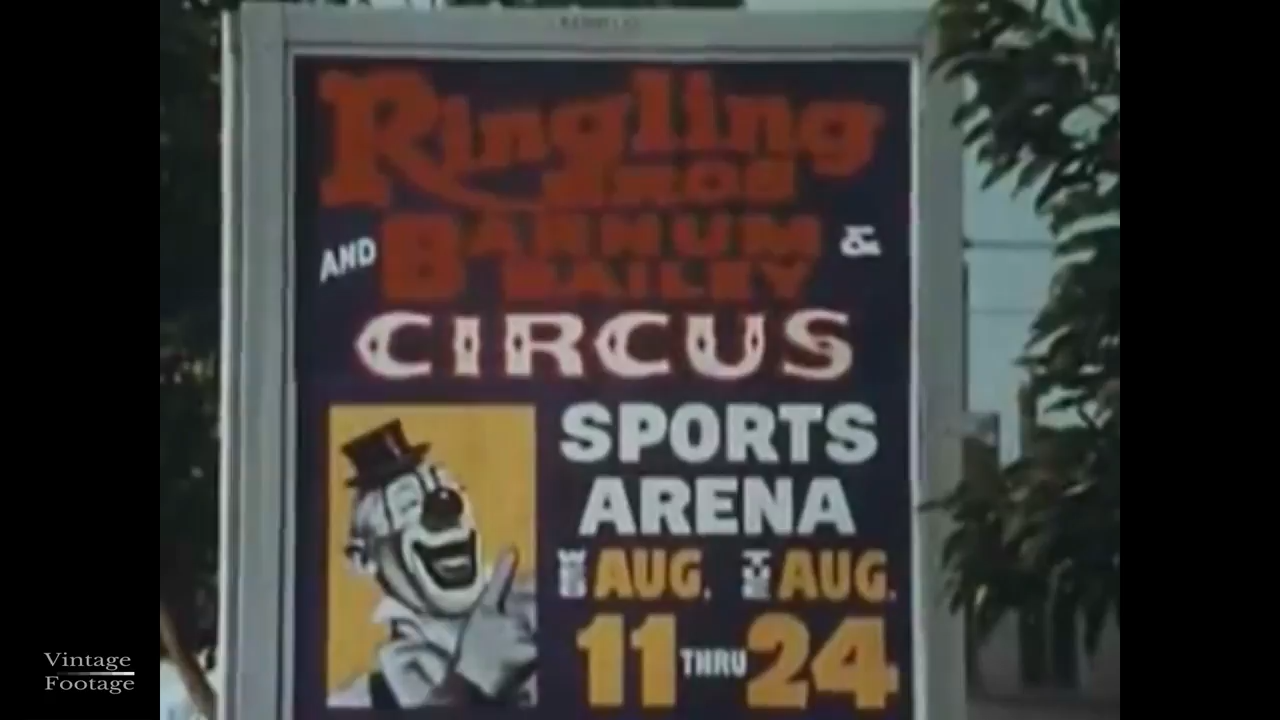 Ringling
BROS
AND BARNUM &
BAILEY
CIRCUS
SPORTS
ARENA
AUG. AUG.
11 THRU 24
Vintage
Footage